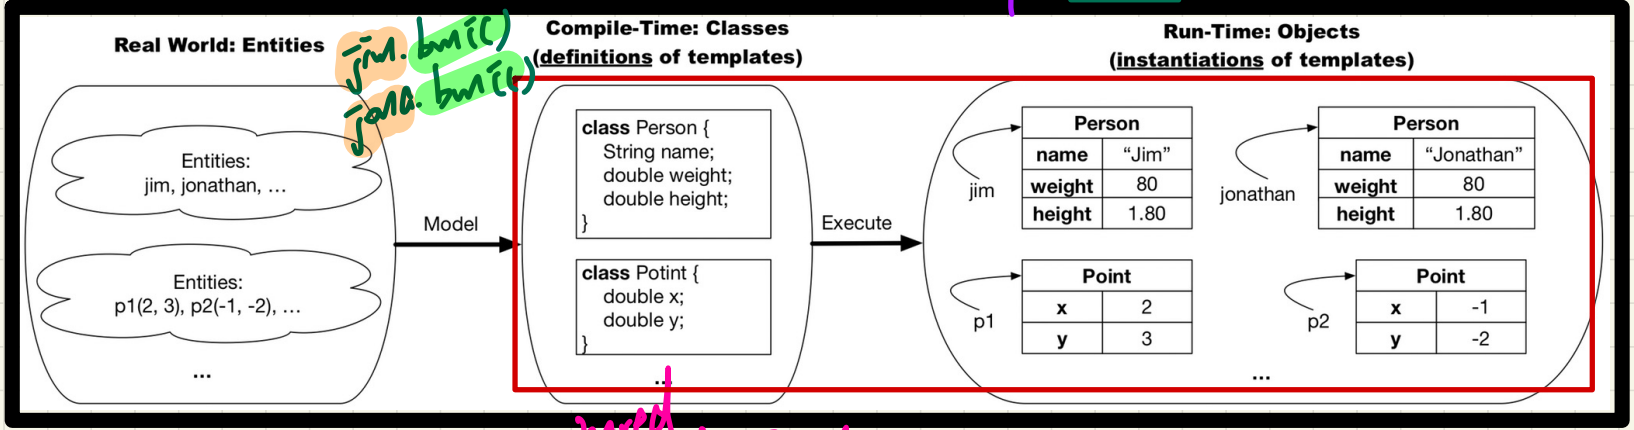 Real World: Entities
jim. bmi()
jona. bmi()
Entities:
jim, jonathan, ...
Entities:
p1(2, 3), p2(-1, -2), ...
...
Model
Compile-Time: Classes
(definitions of templates)
class Person {
String name;
double weight;
double height;
}
class Potint {
double x;
double y;
}
...
Execute
Run-Time: Objects
(instantiations of templates)
jim
Person
name “Jim”
weight 80
height 1.80
jonathan
Person
name “Jonathan”
weight 80
height 1.80
p1
Point
x 2
y 3
p2
Point
x -1
y -2
...